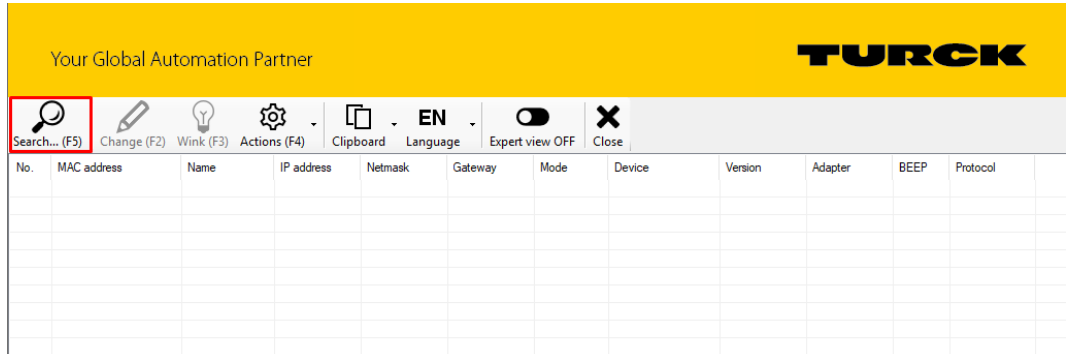 Your Global Automation Partner
TURCK
Search... (F5) Change (F2) Wink (F3) Actions (F4) Clipboard EN Language Expert view OFF Close
No. MAC address Name IP address Netmask Gateway Mode Device Version Adapter BEEP Protocol